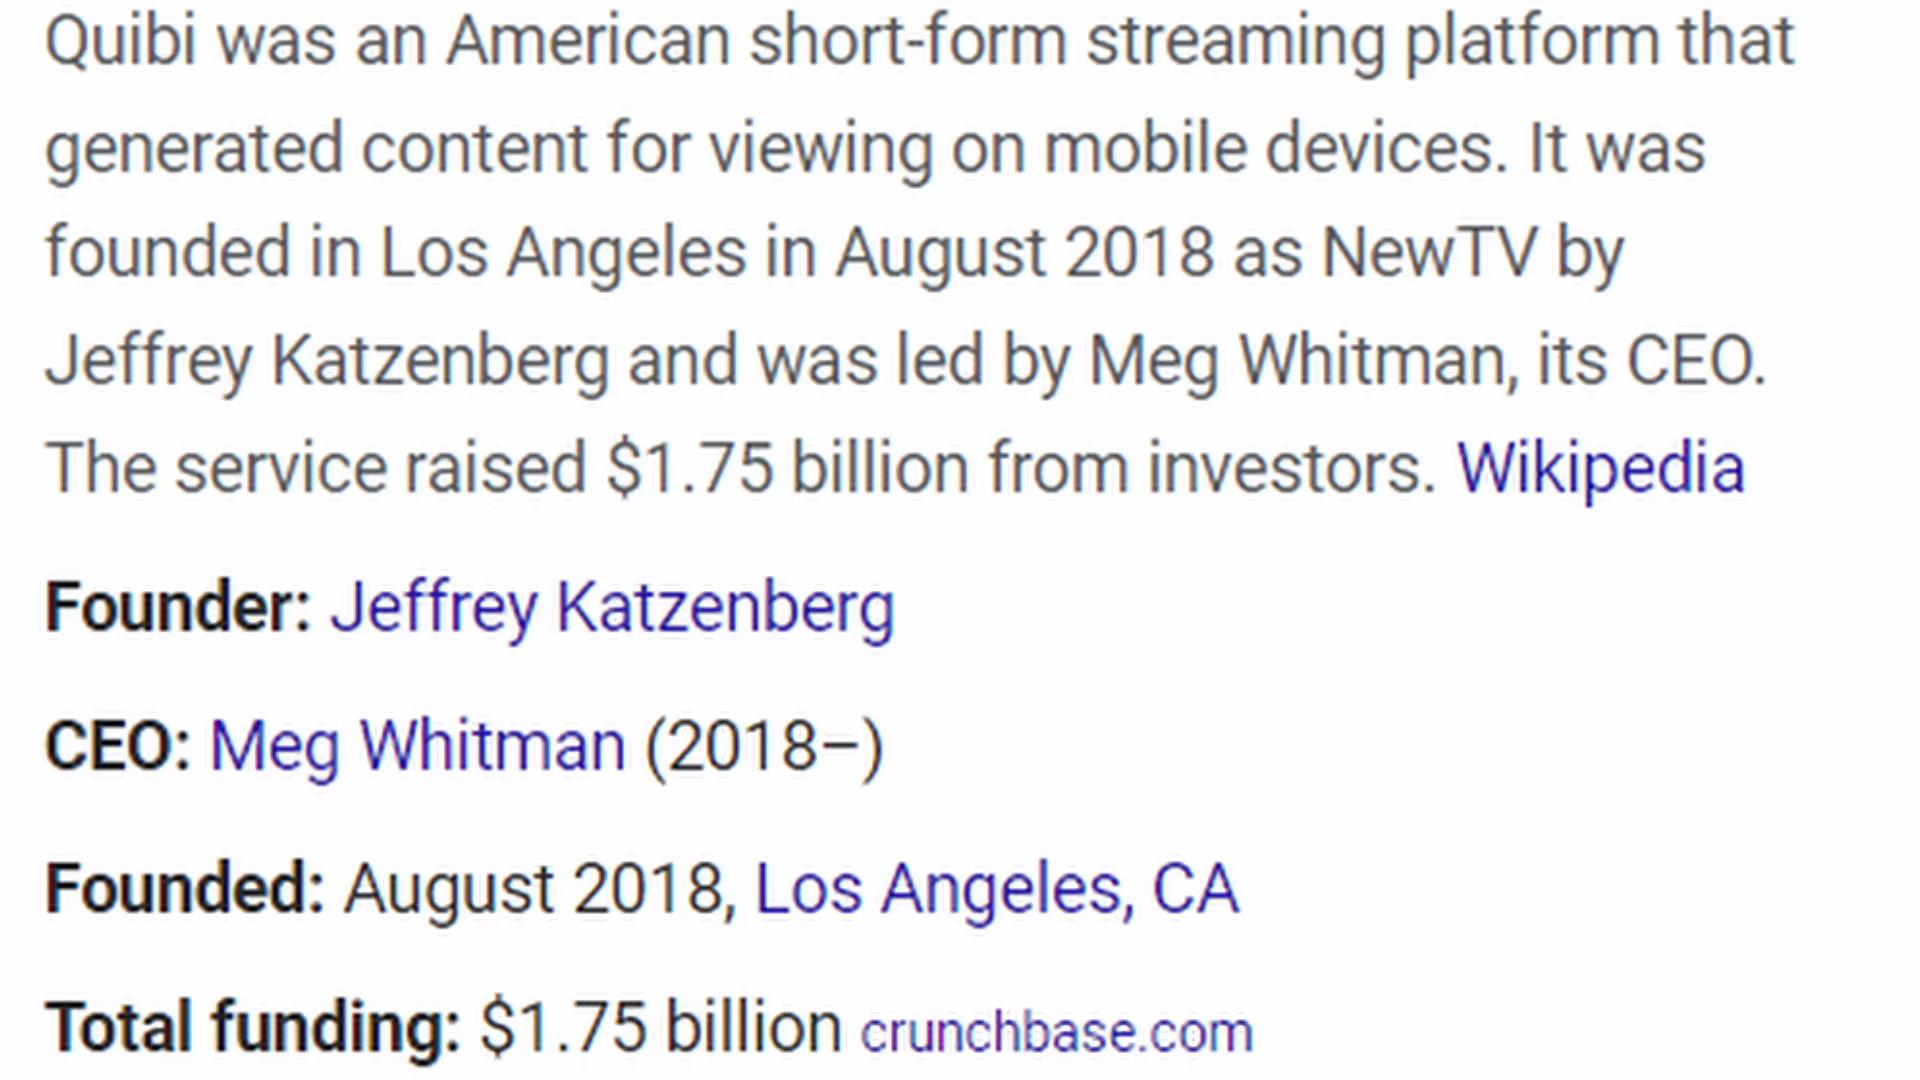 Quibi was an American short-form streaming platform that
generated content for viewing on mobile devices. It was
founded in Los Angeles in August 2018 as NewTV by
Jeffrey Katzenberg and was led by Meg Whitman, its CEO.
The service raised $1.75 billion from investors. Wikipedia
Founder: Jeffrey Katzenberg
CEO: Meg Whitman (2018–)
Founded: August 2018, Los Angeles, CA
Total funding: $1.75 billion crunchbase.com